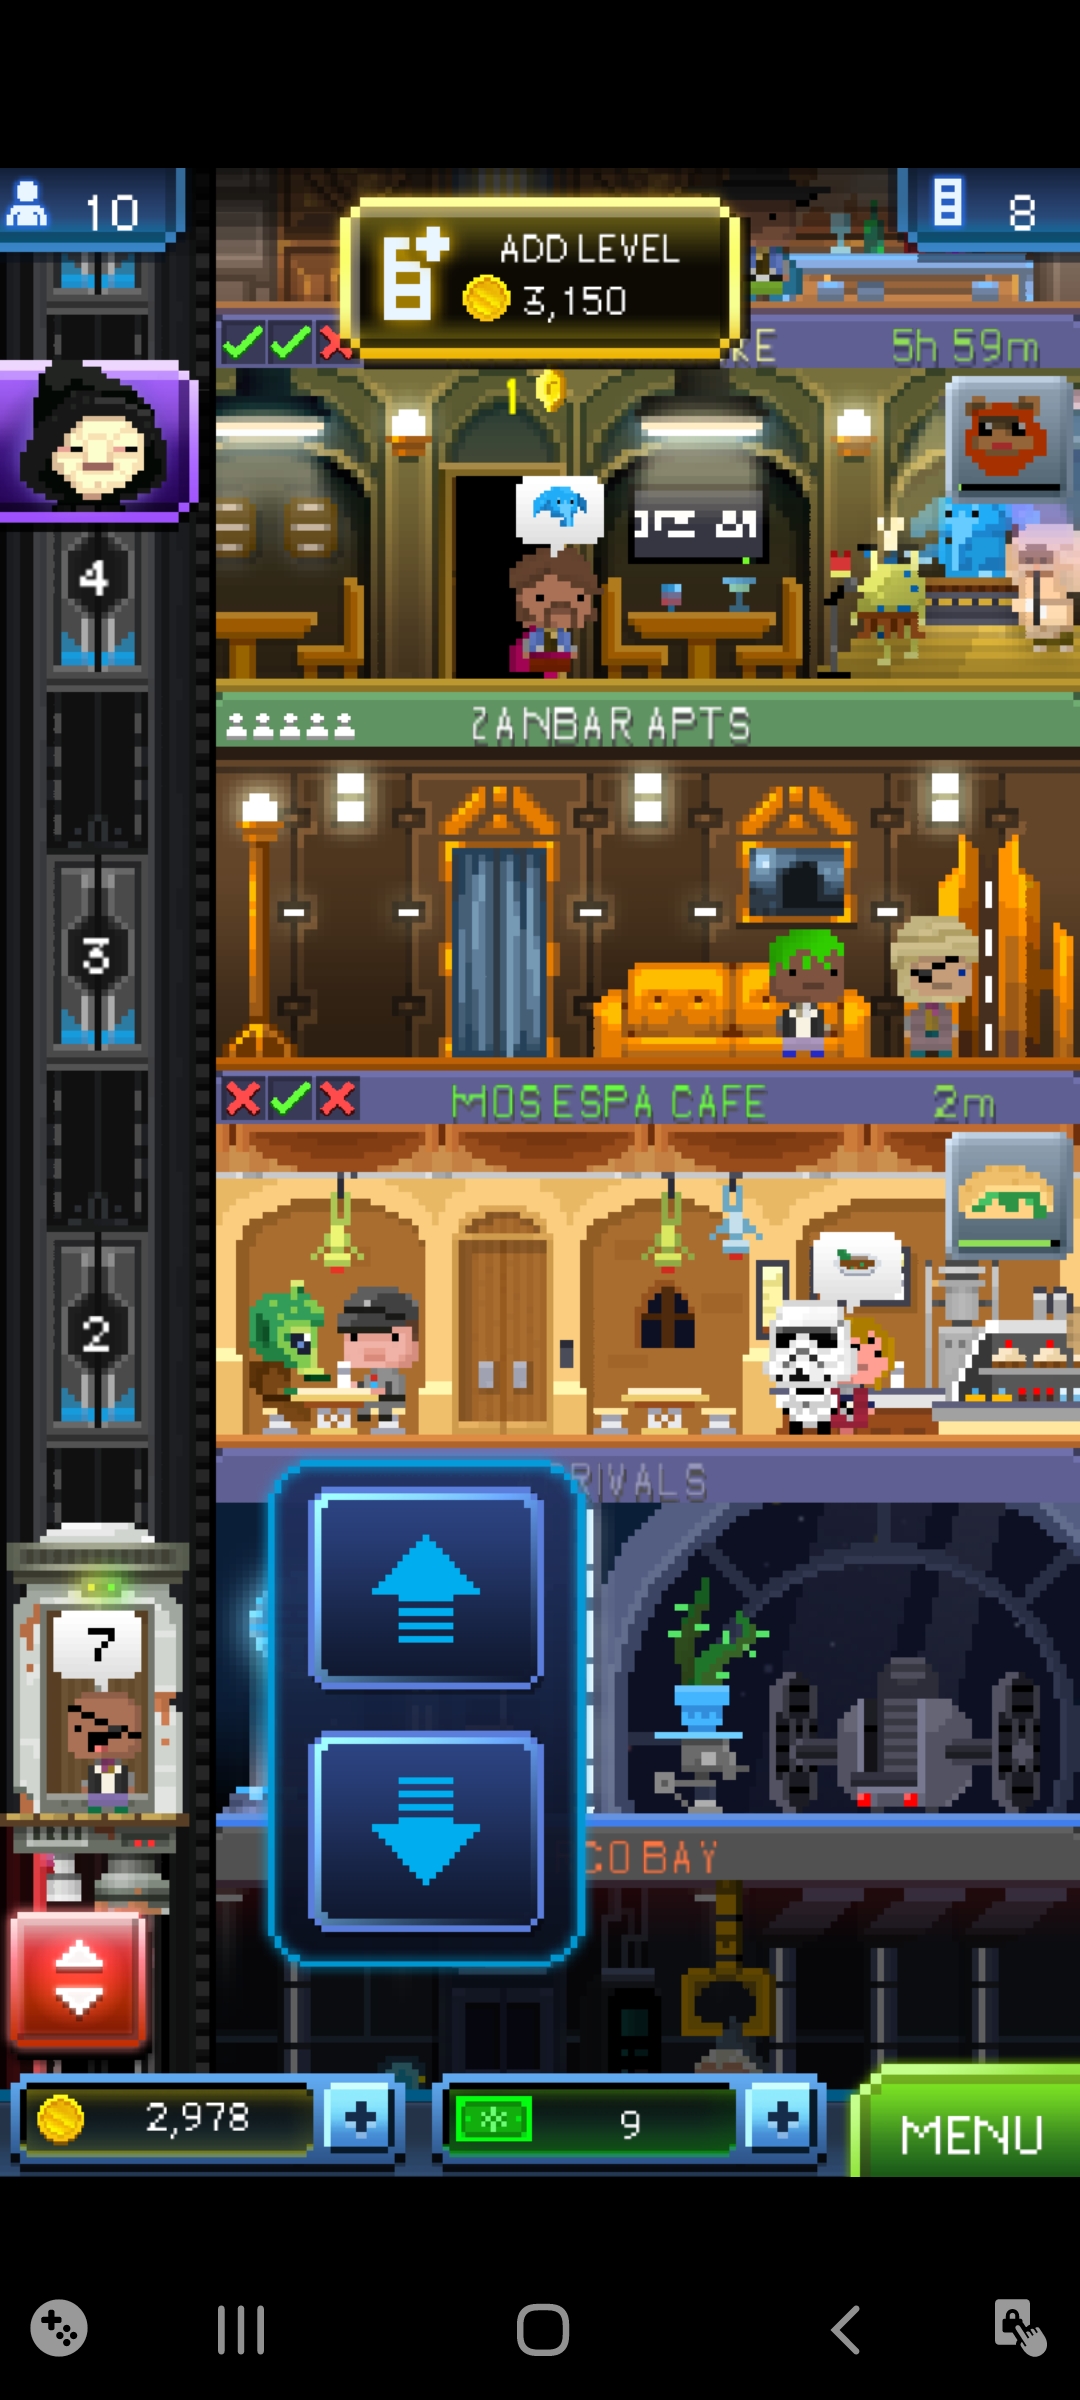 10
ADD LEVEL
3,150
8
KE
5h 59m
1
4
ZANBAR APTS
3
MOS ESPA CAFE
2m
2
RIVALS
7
CO BAY
2,978
9
MENU